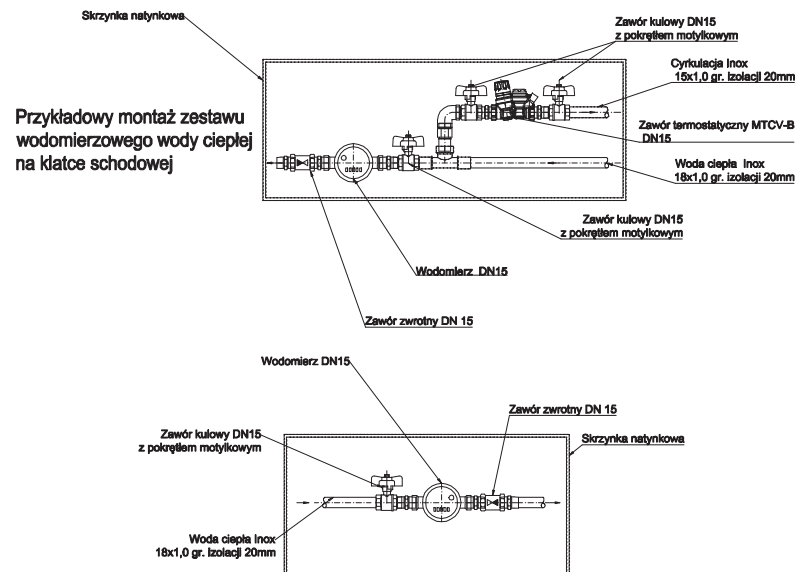 Skrzynka natynkowa
Zawór kulowy DN15
z pokrętłem motylkowym
Cyrkulacja Inox
15x1,0 gr. Izolacji 20mm
Przykładowy montaż zestawu
wodomierzowego wody ciepłej
na klatce schodowej
Zawór termostatyczny MTCV-B
DN15
Woda ciepła Inox
18x1,0 gr. izolacji 20mm
Zawór kulowy DN15
z pokrętłem motylkowym
Wodomierz DN15
Zawór zwrotny DN 15
Wodomierz DN15
Zawór zwrotny DN 15
Zawór kulowy DN15
z pokrętłem motylkowym
Skrzynka natynkowa
Woda ciepła Inox
18x1,0 gr. Izolacji 20mm